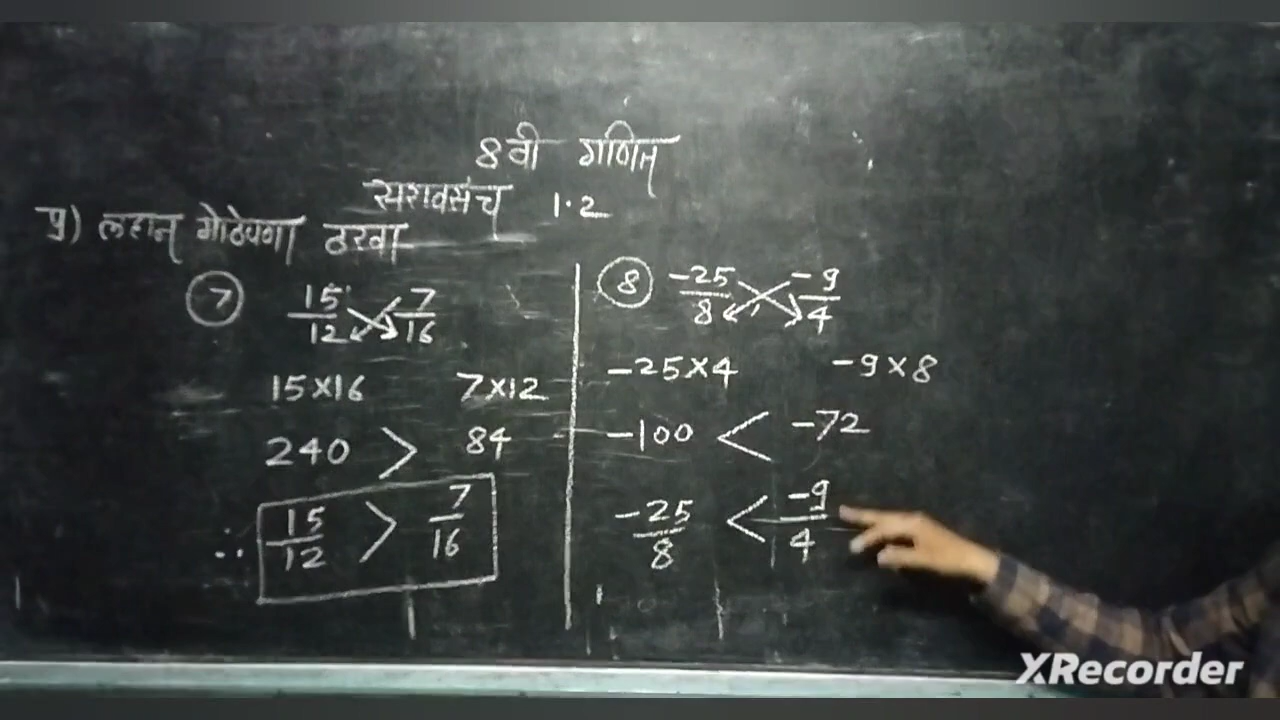 8 वी गणित
सरावसंच 1.2
प्र) लहान मोठेपणा ठरवा
7 15/12 7/16
15×16 7×12
240 > 84
∴ 15/12 > 7/16
8 -25/8 -9/4
-25×4 -9×8
-100 < -72
-25/8 < -9/4
XRecorder